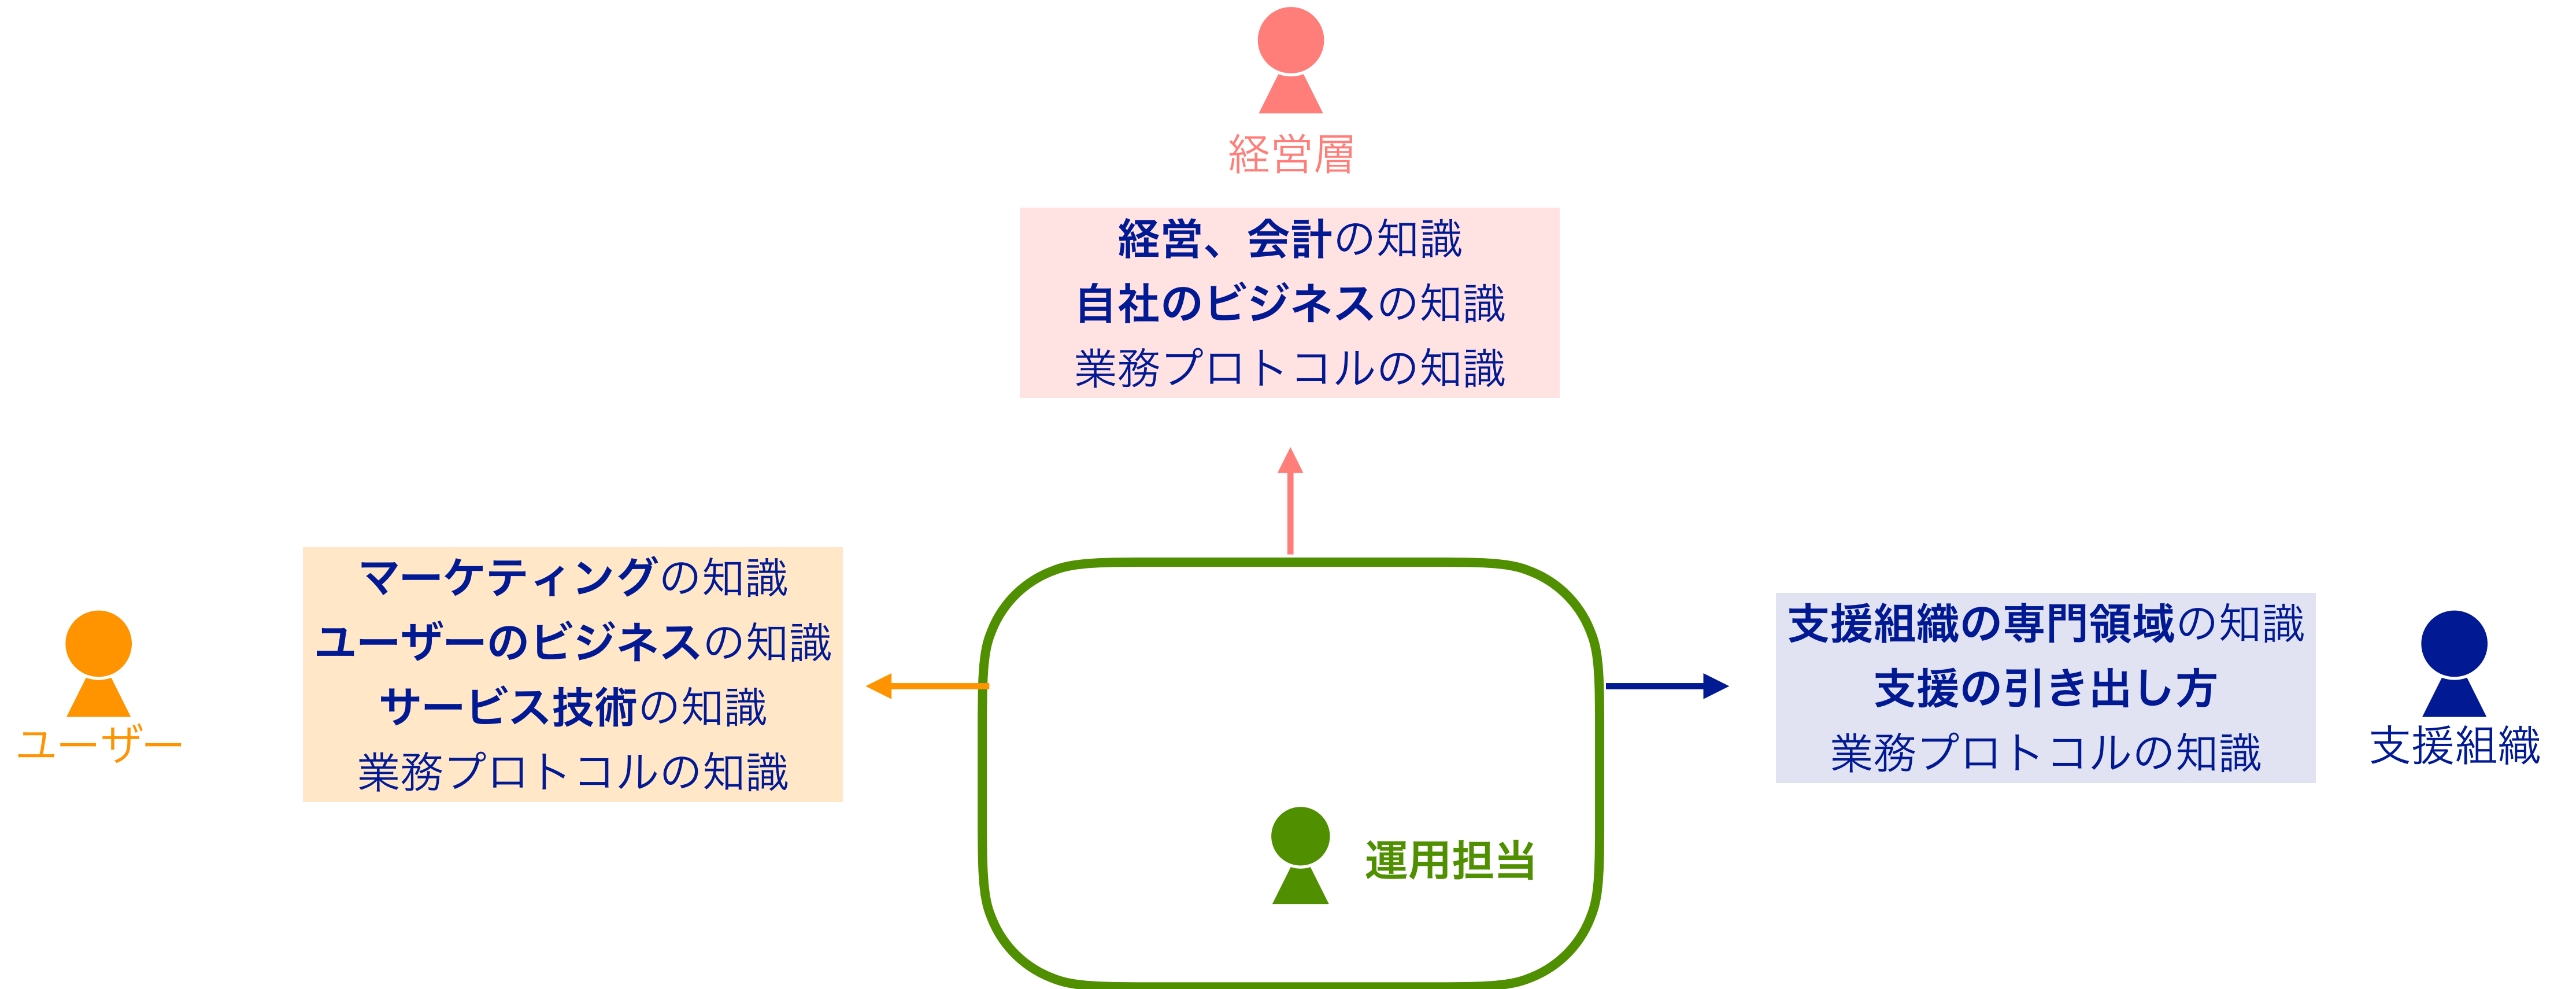 経営層
経営、会計の知識
自社のビジネスの知識
業務プロトコルの知識
マーケティングの知識
ユーザーのビジネスの知識
サービス技術の知識
業務プロトコルの知識
ユーザー
支援組織の専門領域の知識
支援の引き出し方
業務プロトコルの知識
支援組織
運用担当